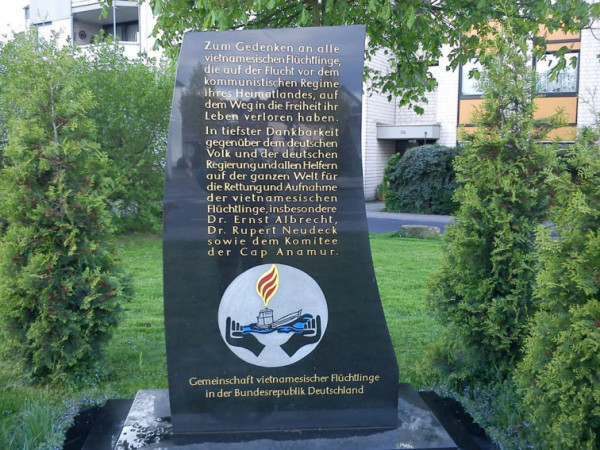 Zum Gedenken an alle
vietnamesischen Flüchtlinge,
die auf der Flucht vor dem
kommunistischen Regime
ihres Heimatlandes, auf
dem Weg in die Freiheit ihr
Leben verloren haben.
In tiefster Dankbarkeit
gegenüber dem deutschen
Volk und der deutschen
Regierung und allen Helfern
auf der ganzen Welt für
die Rettung und Aufnahme
der vietnamesischen
Flüchtlinge, insbesondere
Dr. Ernst Albrecht,
Dr. Rupert Neudeck
sowie dem Komitee
der Cap Anamur.
Gemeinschaft vietnamesischer Flüchtlinge
in der Bundesrepublik Deutschland